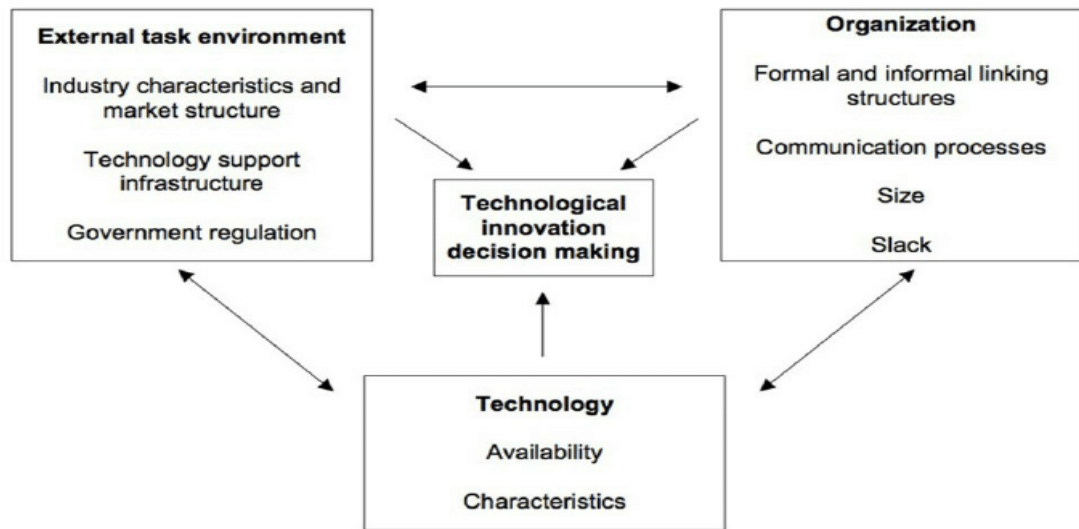 External task environment
Industry characteristics and
market structure
Technology support
infrastructure
Government regulation
Organization
Formal and informal linking
structures
Communication processes
Size
Slack
Technological
innovation
decision making
Technology
Availability
Characteristics